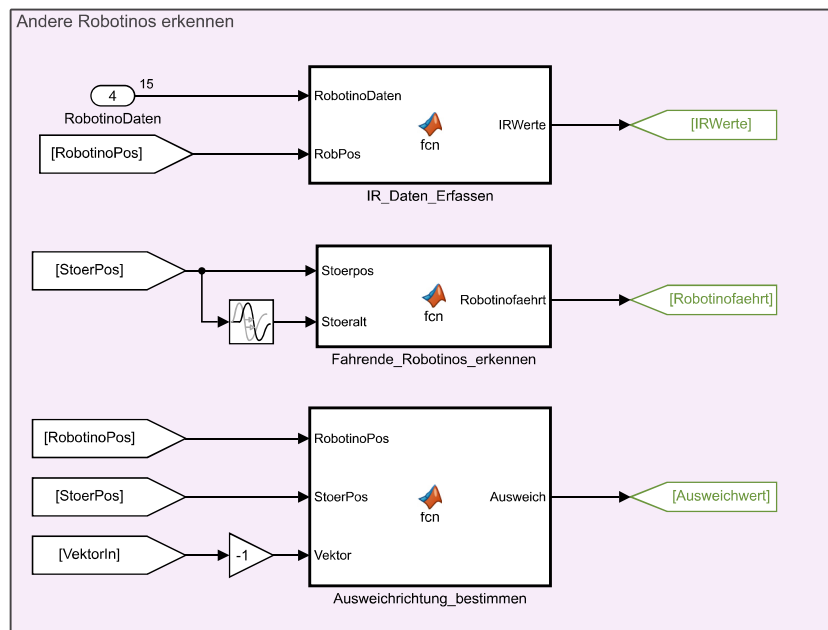 Andere Robotinos erkennen
4
15
RobotinoDaten
[RobotinoPos]
RobotinoDaten
RobPos
fcn
IRWerte
IR_Daten_Erfassen
[IRWerte]
[StoerPos]
Stoerpos
Stoeralt
fcn
Robotinofaehrt
Fahrende_Robotinos_erkennen
[Robotinofaehrt]
[RobotinoPos]
[StoerPos]
[VektorIn]
-1
RobotinoPos
StoerPos
Vektor
fcn
Ausweich
Ausweichrichtung_bestimmen
[Ausweichwert]